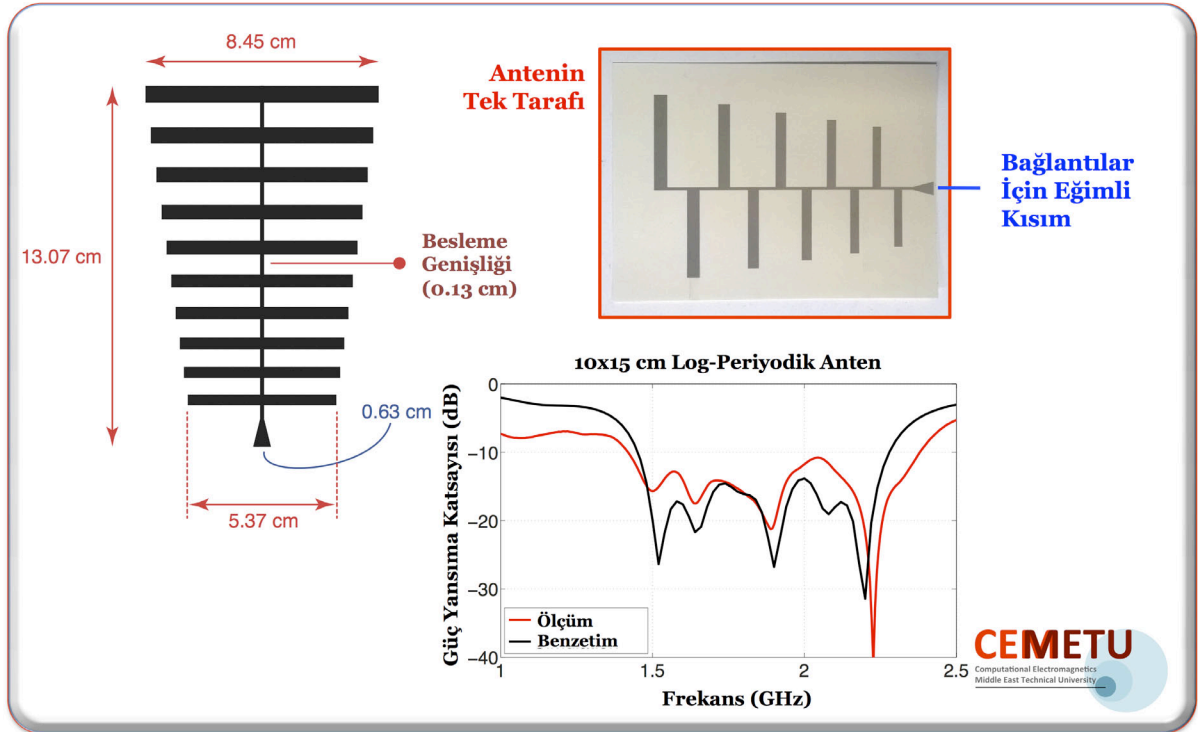 8.45 cm
13.07 cm
Besleme
Genişliği
(0.13 cm)
0.63 cm
5.37 cm
Antenin
Tek Tarafı
Bağlantılar
İçin Eğimli
Kısım
10x15 cm Log-Periyodik Anten
Güç Yansıma Katsayısı (dB)
0
−10
−20
−30
−40
Ölçüm
Benzetim
1
1.5
2
2.5
Frekans (GHz)
CEMETU
Computational Electromagnetics
Middle East Technical University